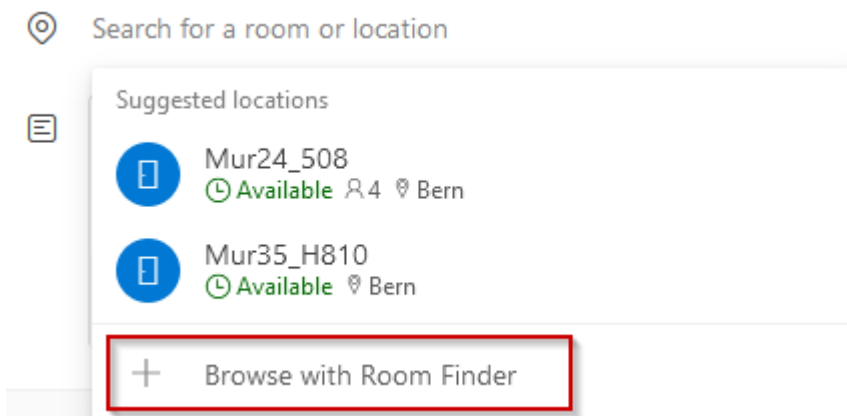 Search for a room or location
Suggested locations
Mur24_508
Available 4 Bern
Mur35_H810
Available Bern
Browse with Room Finder